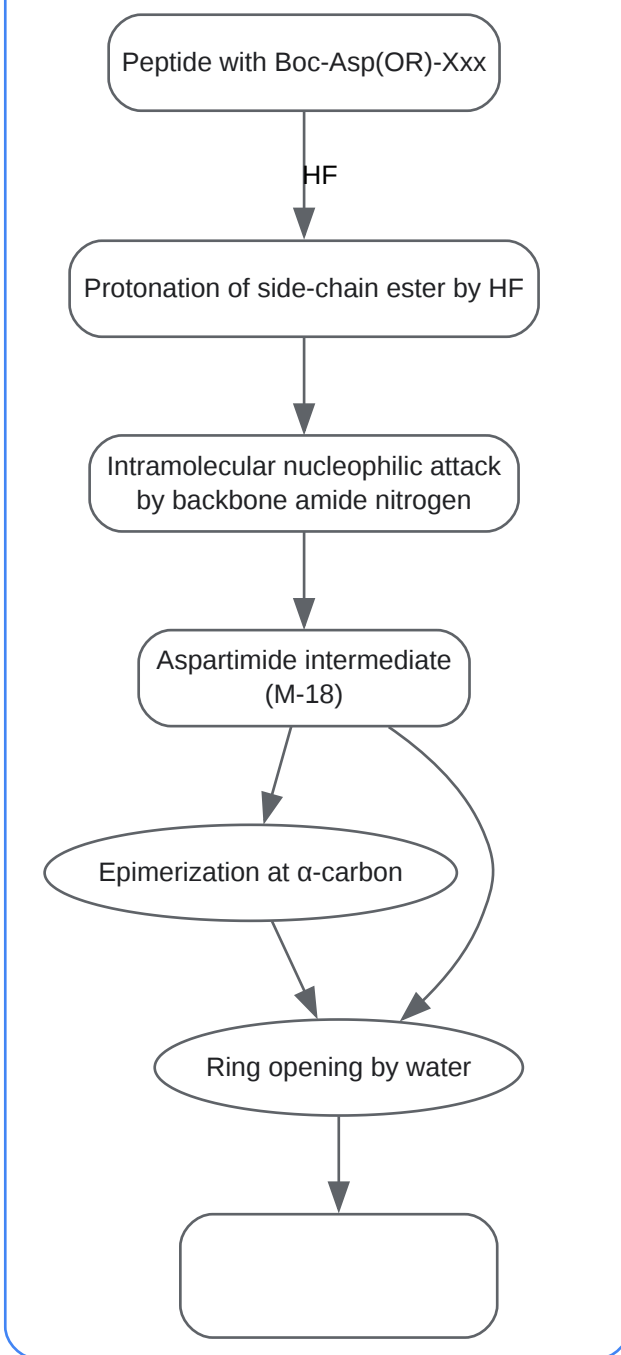 Peptide with Boc-Asp(OR)-Xxx
HF
Protonation of side-chain ester by HF
Intramolecular nucleophilic attack
by backbone amide nitrogen
Aspartimide intermediate
(M-18)
Epimerization at α-carbon
Ring opening by water